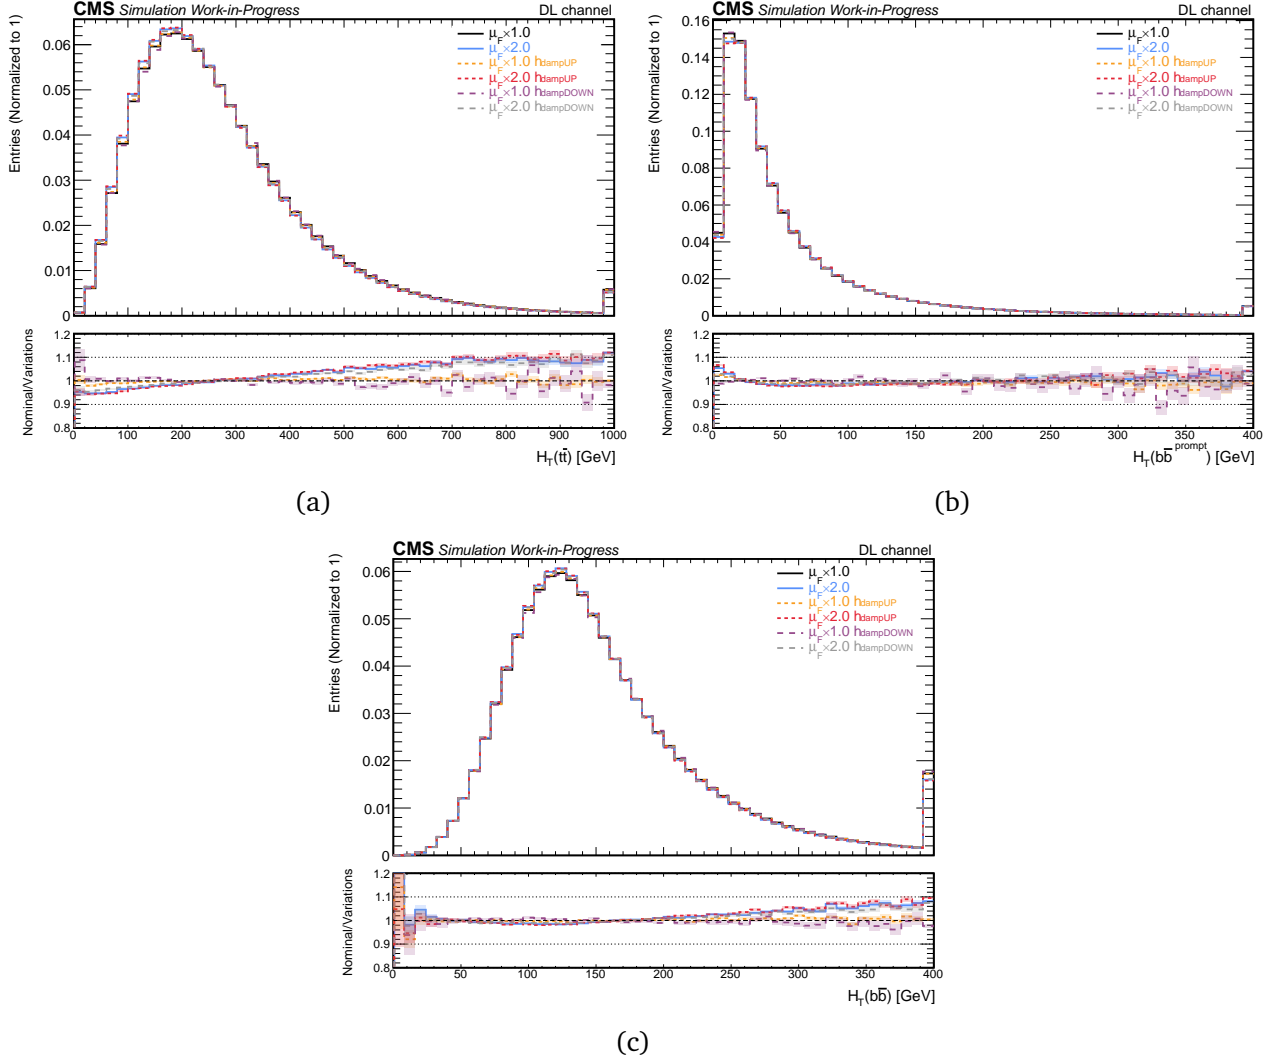 CMS Simulation Work-in-Progress DL channel
Entries (Normalized to 1)
0.06
0.05
0.04
0.03
0.02
0.01
0
μF×1.0
μF×2.0
μF×1.0 hdampUP
μF×2.0 hdampUP
μF×1.0 hdampDOWN
μF×2.0 hdampDOWN
Nominal/Variations
1.2
1.1
1
0.9
0.8
0 100 200 300 400 500 600 700 800 900 1000
HT(tt̄) [GeV]
(a)
CMS Simulation Work-in-Progress DL channel
Entries (Normalized to 1)
0.16
0.14
0.12
0.1
0.08
0.06
0.04
0.02
0
μF×1.0
μF×2.0
μF×1.0 hdampUP
μF×2.0 hdampUP
μF×1.0 hdampDOWN
μF×2.0 hdampDOWN
Nominal/Variations
1.2
1.1
1
0.9
0.8
0 50 100 150 200 250 300 350 400
HT(bb̄ prompt) [GeV]
(b)
CMS Simulation Work-in-Progress DL channel
Entries (Normalized to 1)
0.06
0.05
0.04
0.03
0.02
0.01
0
μF×1.0
μF×2.0
μF×1.0 hdampUP
μF×2.0 hdampUP
μF×1.0 hdampDOWN
μF×2.0 hdampDOWN
Nominal/Variations
1.2
1.1
1
0.9
0.8
0 50 100 150 200 250 300 350 400
HT(bb̄) [GeV]
(c)